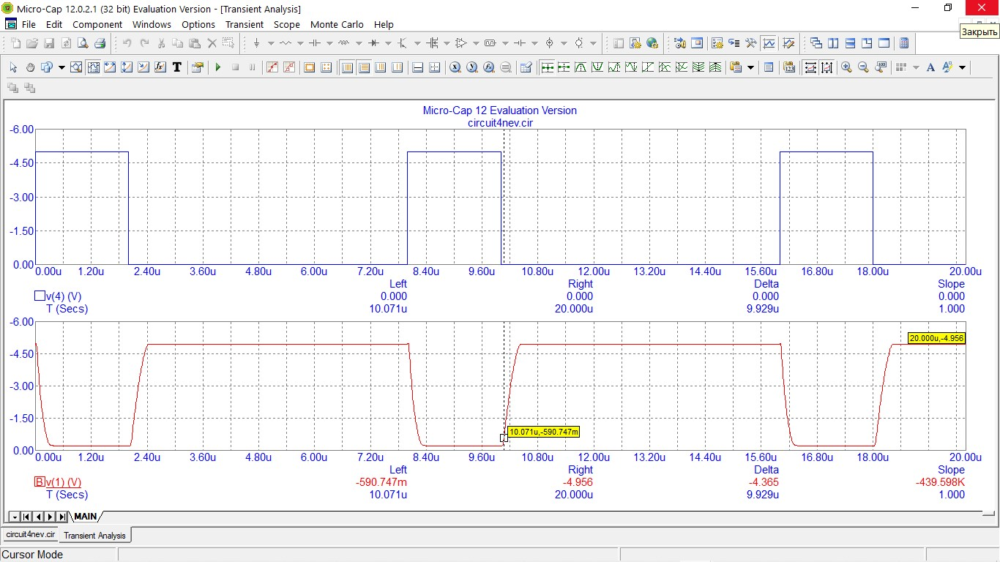 Micro-Cap 12.0.2.1 (32 bit) Evaluation Version - [Transient Analysis]
File Edit Component Windows Options Transient Scope Monte Carlo Help
Закрыть
Micro-Cap 12 Evaluation Version
circuit4nev.cir
-6.00
-4.50
-3.00
-1.50
0.00
0.00u 1.20u 2.40u 3.60u 4.80u 6.00u 7.20u 8.40u 9.60u 10.80u 12.00u 13.20u 14.40u 15.60u 16.80u 18.00u 20.00u
Left Right Delta Slope
v(4) (V) 0.000 0.000 0.000 0.000
T (Secs) 10.071u 20.000u 9.929u 1.000
-6.00
20.000u,-4.956
-4.50
-3.00
-1.50
10.071u,-590.747m
0.00
0.00u 1.20u 2.40u 3.60u 4.80u 6.00u 7.20u 8.40u 9.60u 10.80u 12.00u 13.20u 14.40u 15.60u 16.80u 18.00u 20.00u
Left Right Delta Slope
B v(1) (V) -590.747m -4.956 -4.365 -439.598K
T (Secs) 10.071u 20.000u 9.929u 1.000
MAIN
circuit4nev.cir Transient Analysis
Cursor Mode